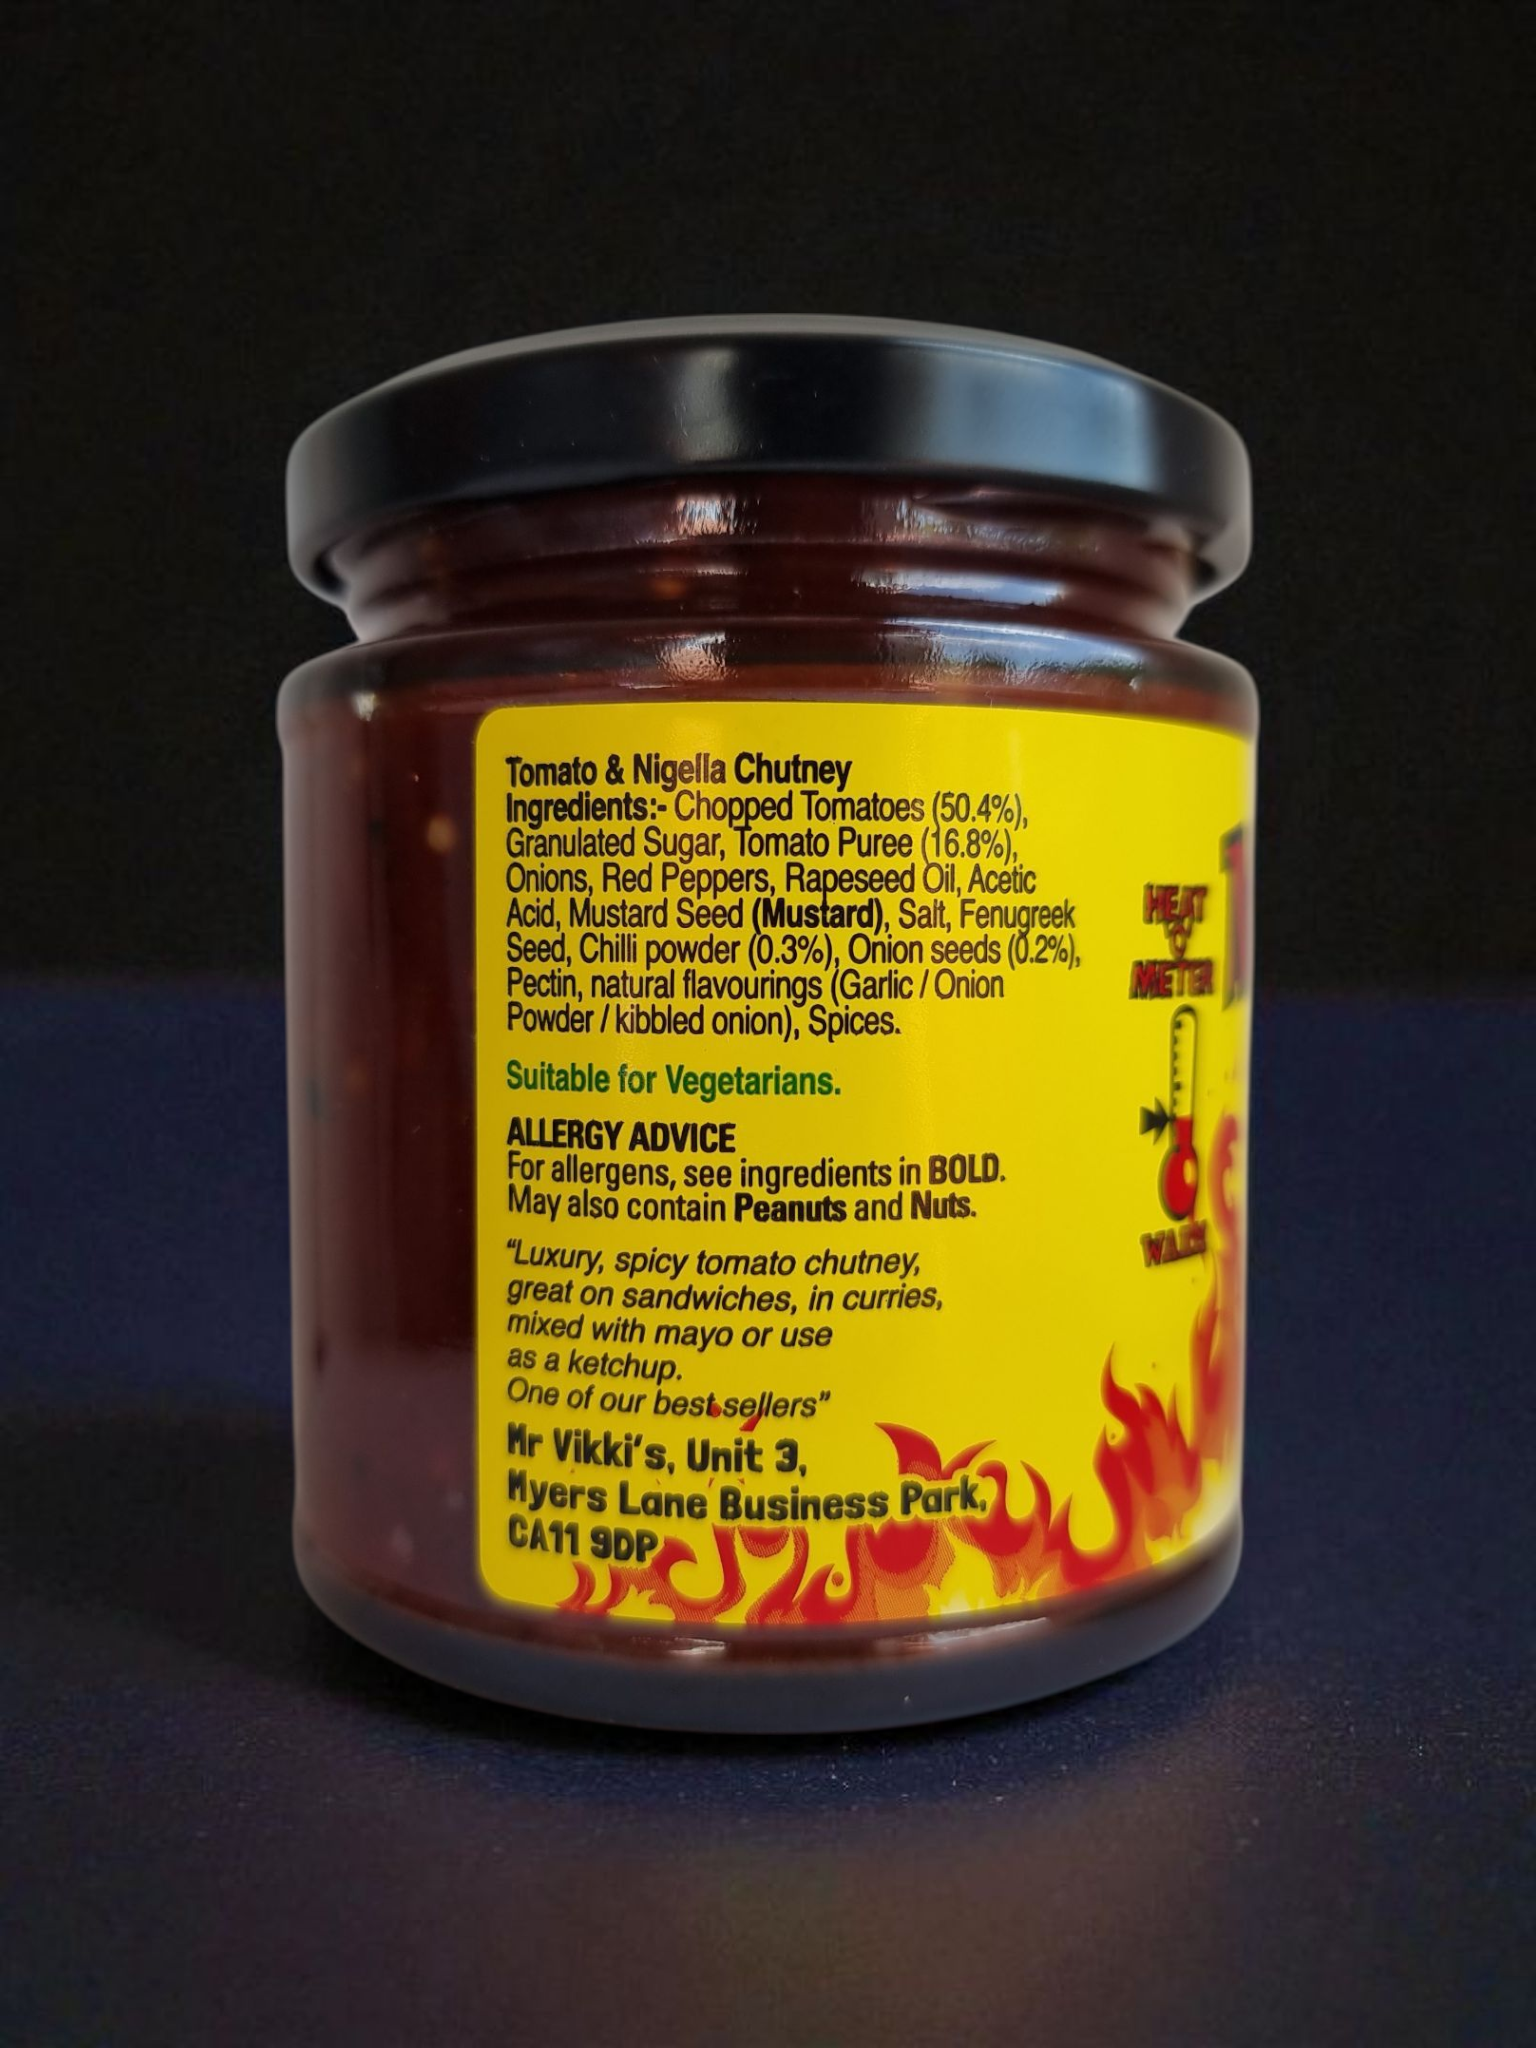 Tomato & Nigella Chutney
Ingredients:- Chopped Tomatoes (50.4%),
Granulated Sugar, Tomato Puree (16.8%),
Onions, Red Peppers, Rapeseed Oil, Acetic
Acid, Mustard Seed (Mustard), Salt, Fenugreek
Seed, Chilli powder (0.3%), Onion seeds (0.2%),
Pectin, natural flavourings (Garlic / Onion
Powder / kibbled onion), Spices.
Suitable for Vegetarians.
ALLERGY ADVICE
For allergens, see ingredients in BOLD.
May also contain Peanuts and Nuts.
“Luxury, spicy tomato chutney,
great on sandwiches, in curries,
mixed with mayo or use
as a ketchup.
One of our best sellers”
Mr Vikki's, Unit 3,
Myers Lane Business Park,
CA11 9DP
HEAT
O
METER
WARM